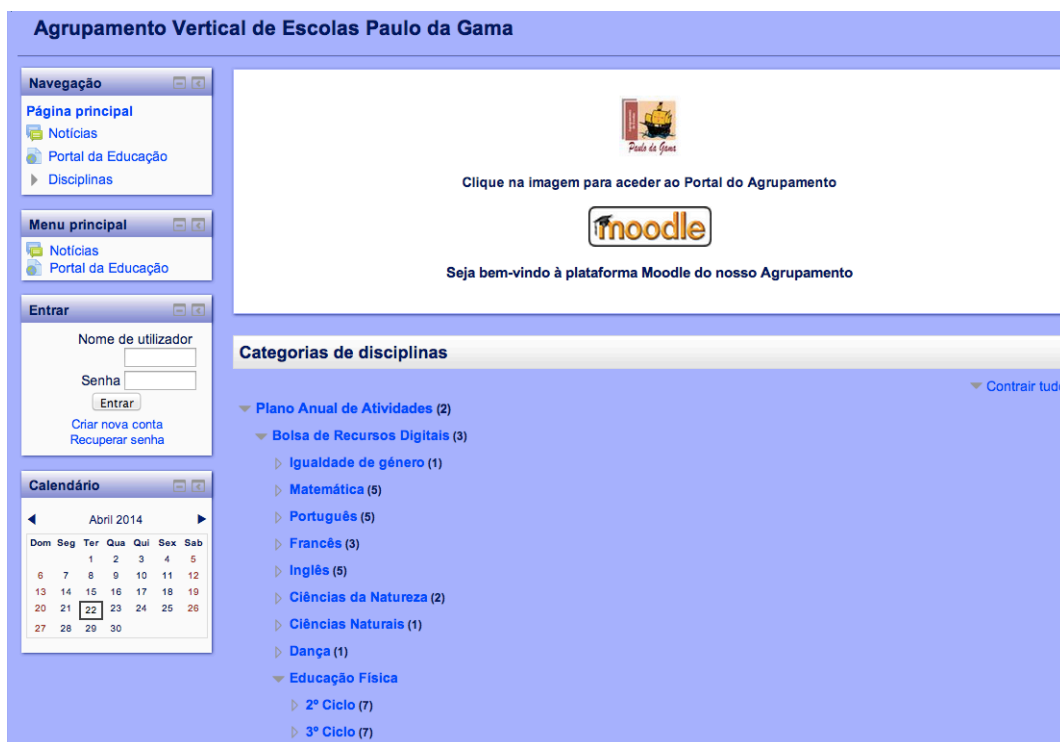 Agrupamento Vertical de Escolas Paulo da Gama
Navegação
Página principal
Notícias
Portal da Educação
Disciplinas
Menu principal
Notícias
Portal da Educação
Entrar
Nome de utilizador
Senha
Entrar
Criar nova conta
Recuperar senha
Calendário
Abril 2014
Dom Seg Ter Qua Qui Sex Sab
1 2 3 4 5
6 7 8 9 10 11 12
13 14 15 16 17 18 19
20 21 22 23 24 25 26
27 28 29 30
Paulo da Gama
Clique na imagem para aceder ao Portal do Agrupamento
moodle
Seja bem-vindo à plataforma Moodle do nosso Agrupamento
Categorias de disciplinas
Contrair tudo
Plano Anual de Atividades (2)
Bolsa de Recursos Digitais (3)
Igualdade de género (1)
Matemática (5)
Português (5)
Francês (3)
Inglês (5)
Ciências da Natureza (2)
Ciências Naturais (1)
Dança (1)
Educação Física
2º Ciclo (7)
3º Ciclo (7)